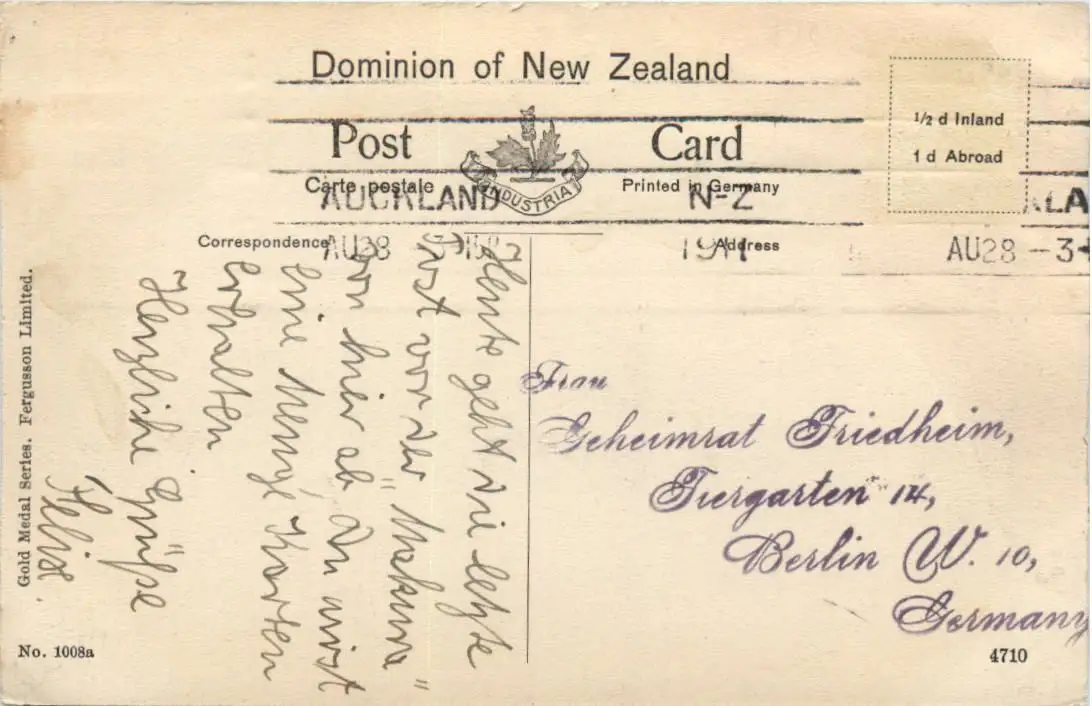 Dominion of New Zealand
Post Card
INDUSTRIA
Carte postale
Printed in Germany
½ d Inland
1 d Abroad
AUCKLAND
N-Z
AU28
1911
AU28 -3-
Correspondence
Address
Heute geht die letzte
Post vor der "Makura"
von hier ab. Du wirst
eine Menge Karten
erhalten
Herzliche Grüße
Felix.
Frau
Geheimrat Friedheim,
Tiergarten 14,
Berlin W. 10,
Germany
Gold Medal Series. Fergusson Limited.
No. 1008a
4710